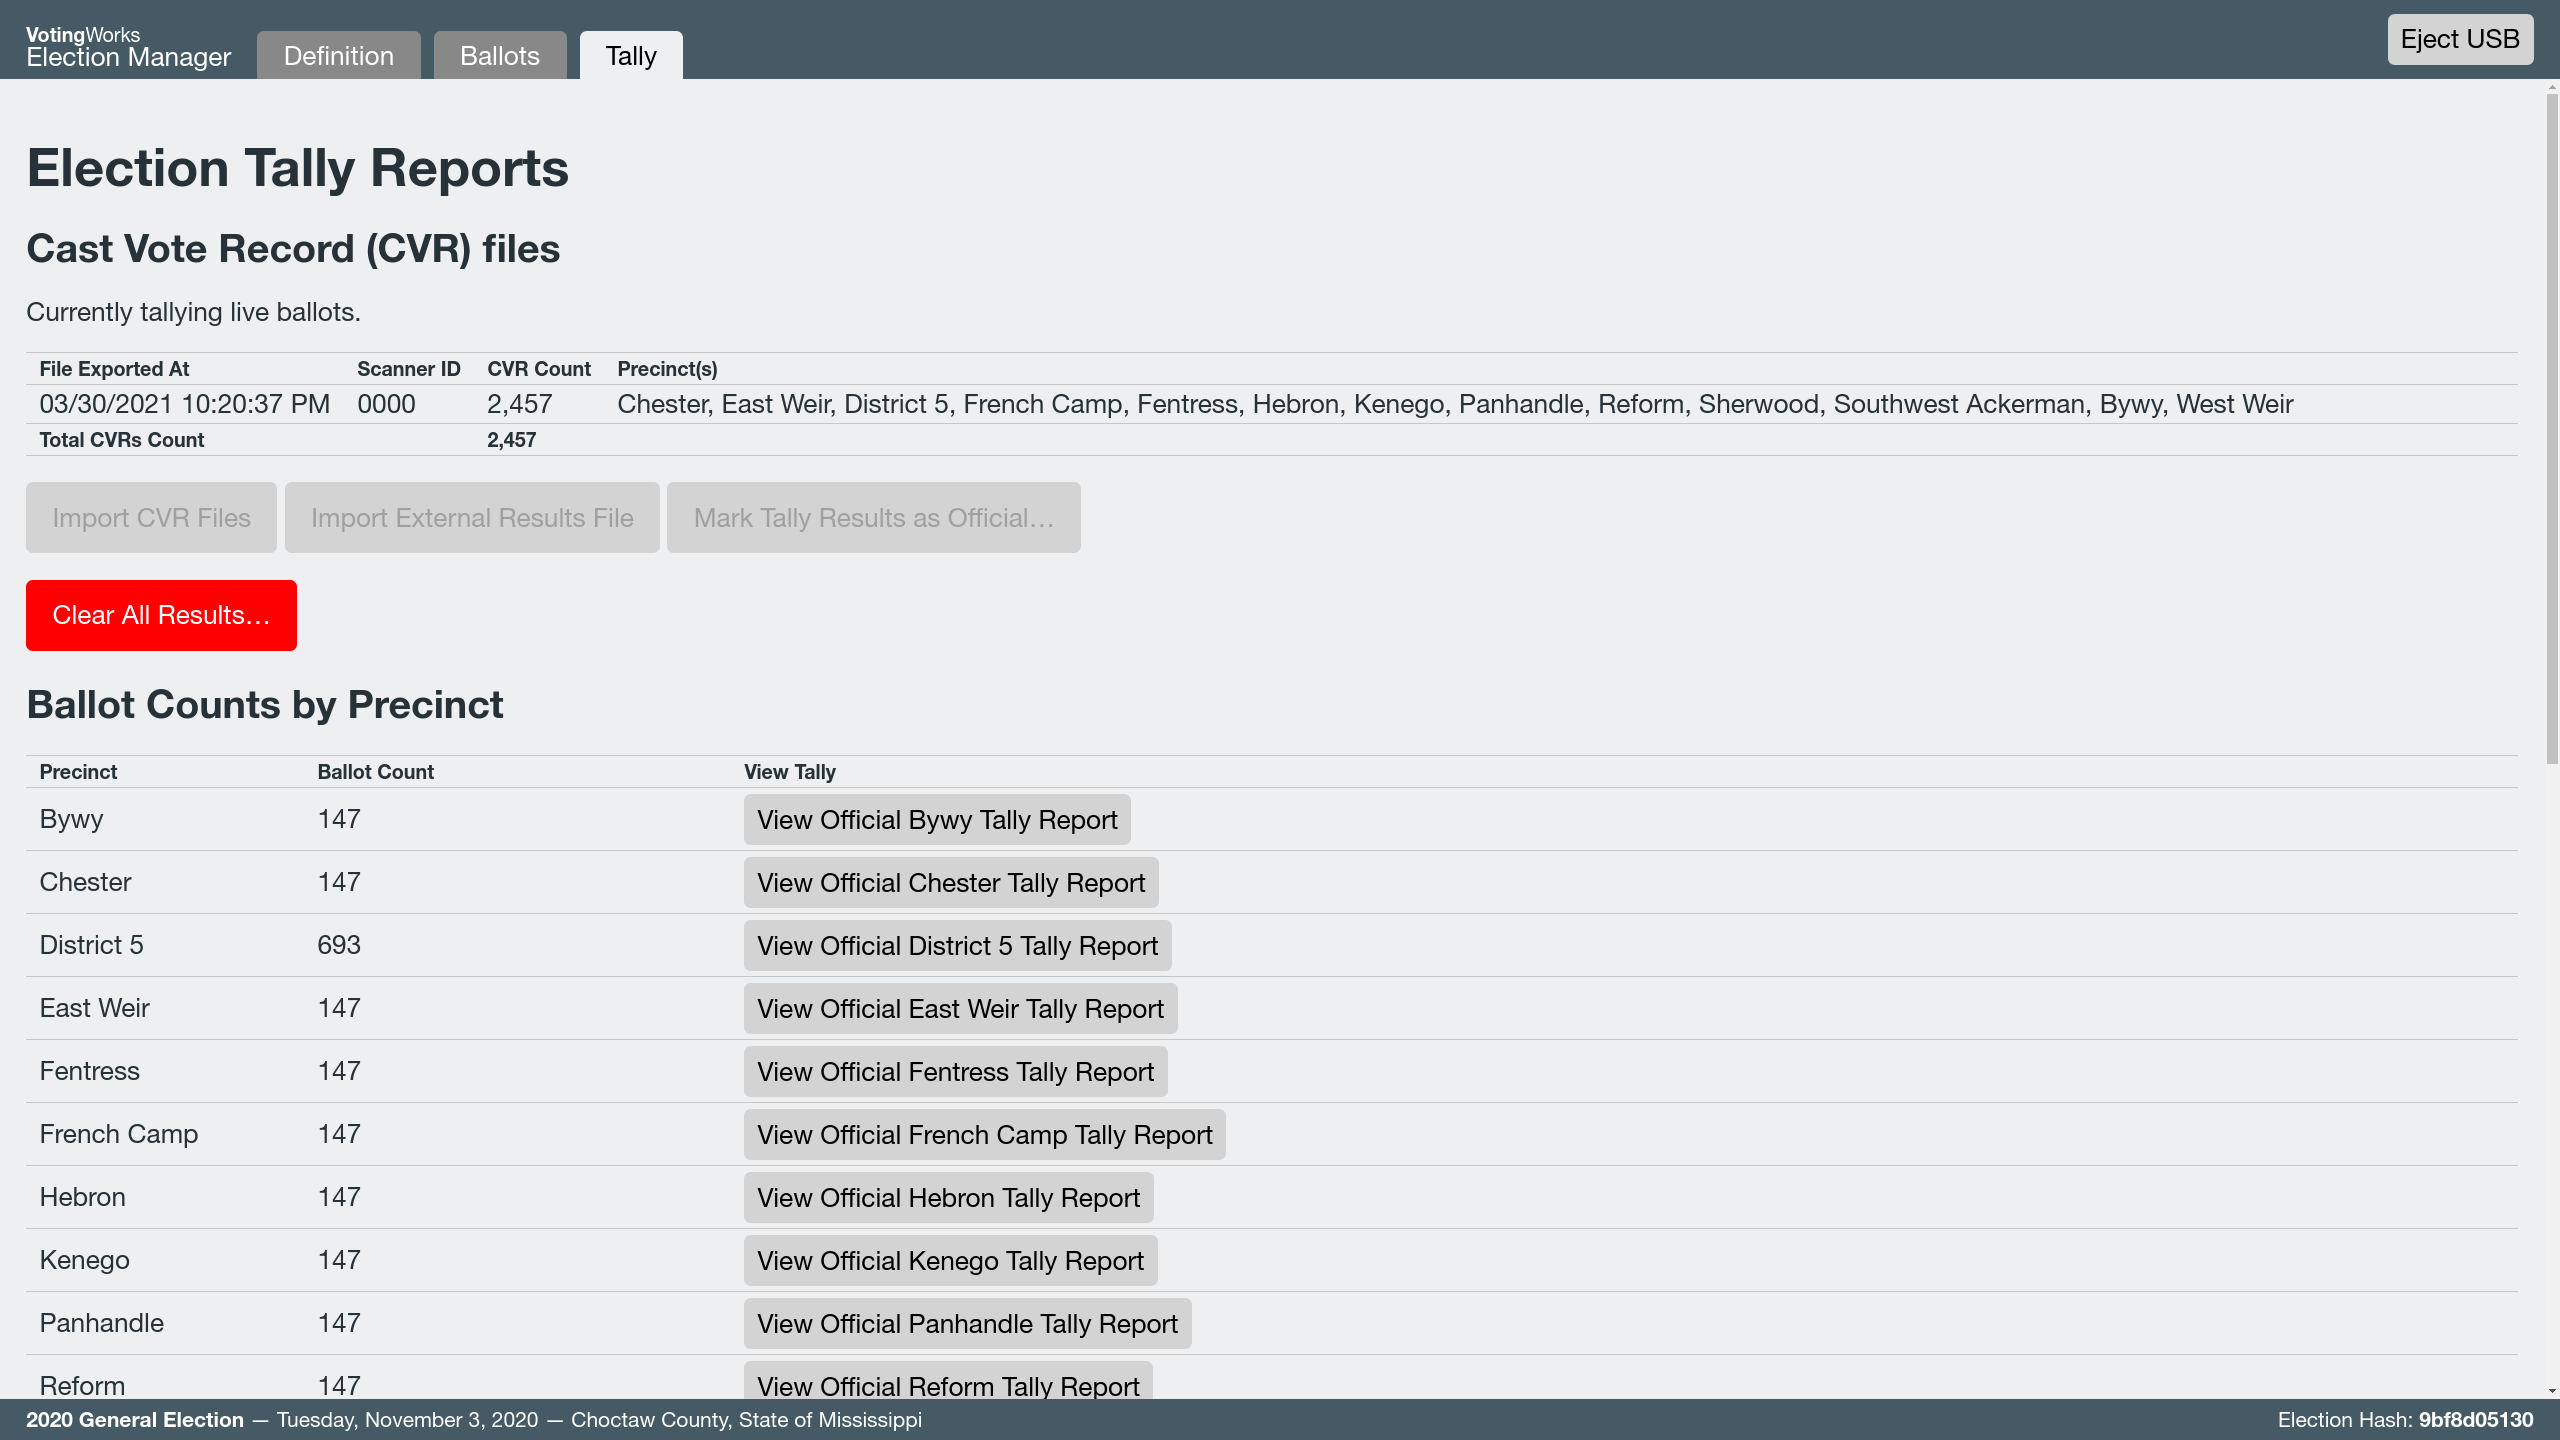 VotingWorks
Election Manager
Definition
Ballots
Tally
Eject USB
Election Tally Reports
Cast Vote Record (CVR) files
Currently tallying live ballots.
File Exported At Scanner ID CVR Count Precinct(s)
03/30/2021 10:20:37 PM 0000 2,457 Chester, East Weir, District 5, French Camp, Fentress, Hebron, Kenego, Panhandle, Reform, Sherwood, Southwest Ackerman, Bywy, West Weir
Total CVRs Count 2,457
Import CVR Files Import External Results File Mark Tally Results as Official…
Clear All Results…
Ballot Counts by Precinct
Precinct Ballot Count View Tally
Bywy 147 View Official Bywy Tally Report
Chester 147 View Official Chester Tally Report
District 5 693 View Official District 5 Tally Report
East Weir 147 View Official East Weir Tally Report
Fentress 147 View Official Fentress Tally Report
French Camp 147 View Official French Camp Tally Report
Hebron 147 View Official Hebron Tally Report
Kenego 147 View Official Kenego Tally Report
Panhandle 147 View Official Panhandle Tally Report
Reform 147 View Official Reform Tally Report
2020 General Election — Tuesday, November 3, 2020 — Choctaw County, State of Mississippi
Election Hash: 9bf8d05130